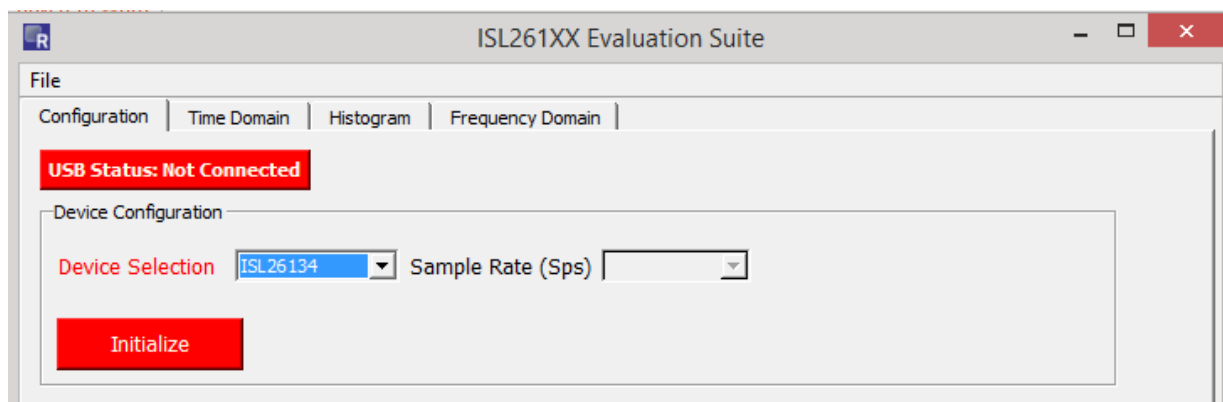 ISL261XX Evaluation Suite
File
Configuration Time Domain Histogram Frequency Domain
USB Status: Not Connected
Device Configuration
Device Selection ISL26134 Sample Rate (Sps)
Initialize